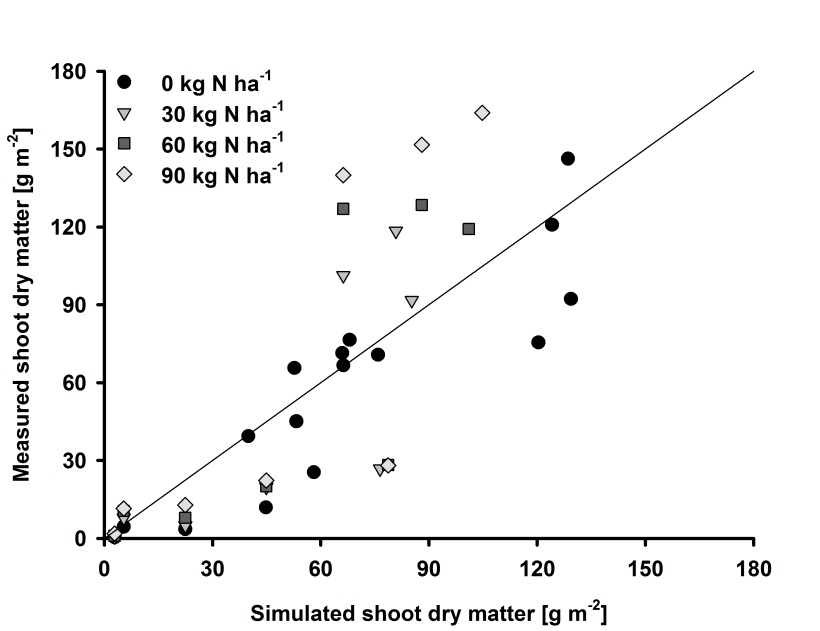 180
150
120
90
60
30
0
0 kg N ha⁻¹
30 kg N ha⁻¹
60 kg N ha⁻¹
90 kg N ha⁻¹
Measured shoot dry matter [g m⁻²]
0 30 60 90 120 150 180
Simulated shoot dry matter [g m⁻²]